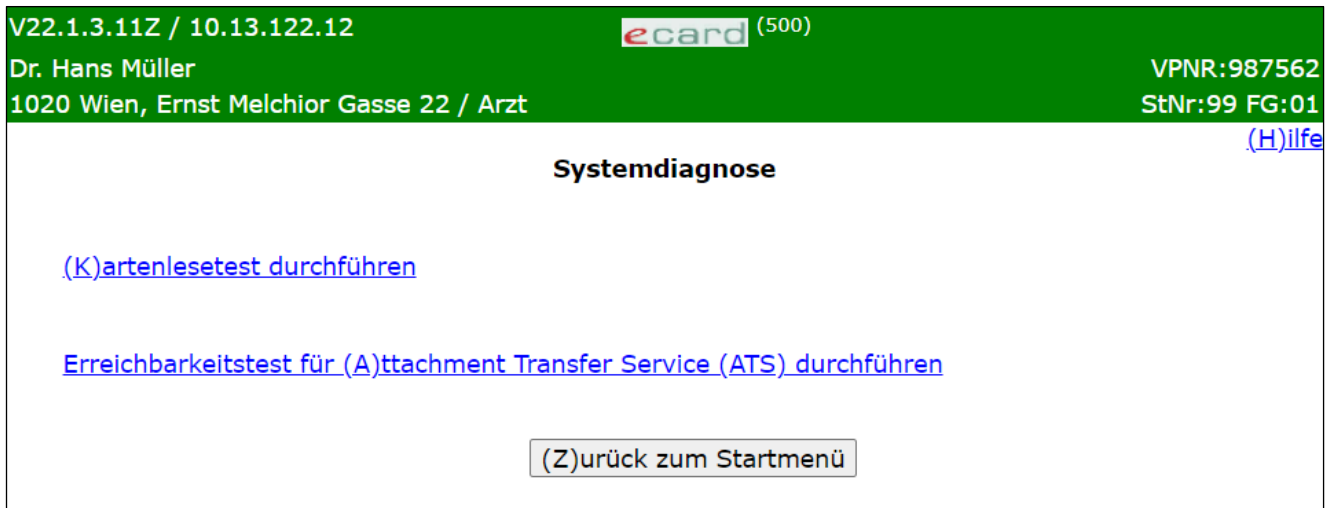 V22.1.3.11Z / 10.13.122.12 ecard (500)
Dr. Hans Müller VPNR:987562
1020 Wien, Ernst Melchior Gasse 22 / Arzt StNr:99 FG:01
(H)ilfe
Systemdiagnose
(K)artenlesetest durchführen
Erreichbarkeitstest für (A)ttachment Transfer Service (ATS) durchführen
(Z)urück zum Startmenü